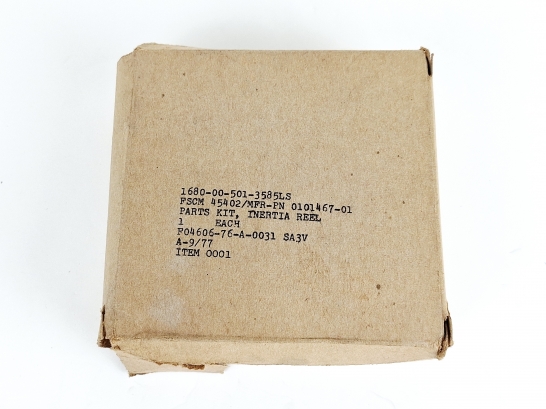 1680-00-501-3585LS
FSCM 45402/MFR-PN 0101467-01
PARTS KIT, INERTIA REEL
1 EACH
F04606-76-A-0031 SA3V
A-9/77
ITEM 0001